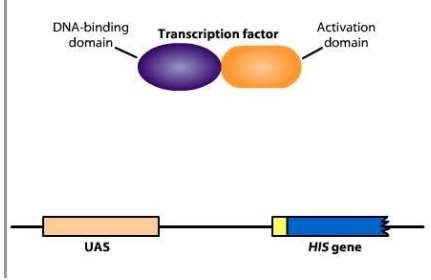 DNA-binding
domain
Transcription factor
Activation
domain
UAS
HIS gene